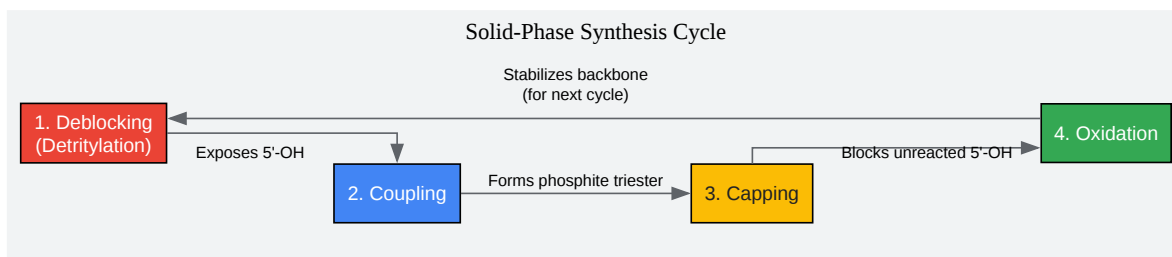 Solid-Phase Synthesis Cycle
Stabilizes backbone
(for next cycle)
1. Deblocking
(Detritylation)
Exposes 5'-OH
2. Coupling
Forms phosphite triester
3. Capping
Blocks unreacted 5'-OH
4. Oxidation